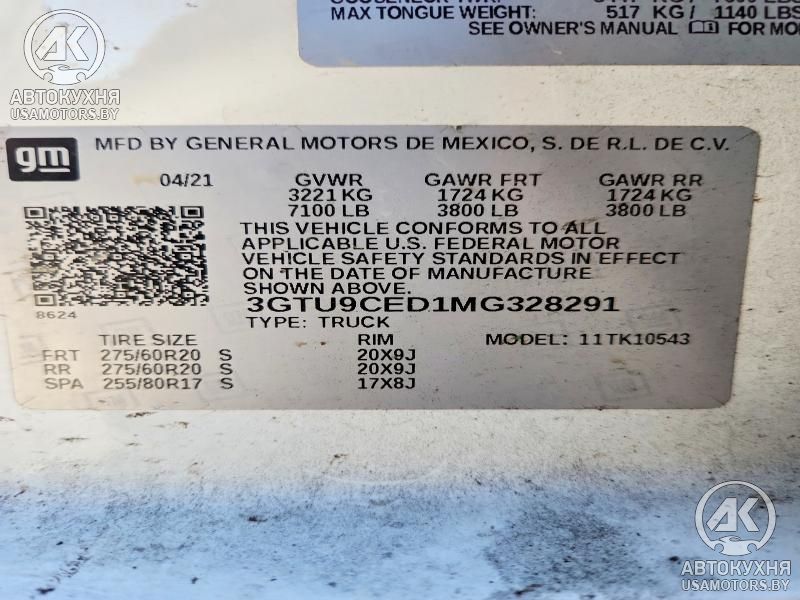 MAX TONGUE WEIGHT: 517 KG / 1140 LBS
SEE OWNER'S MANUAL FOR MO
AK
АВТОКУХНЯ
USAMOTORS.BY
gm
MFD BY GENERAL MOTORS DE MEXICO, S. DE R.L. DE C.V.
04/21 GVWR GAWR FRT GAWR RR
3221 KG 1724 KG 1724 KG
7100 LB 3800 LB 3800 LB
THIS VEHICLE CONFORMS TO ALL
APPLICABLE U.S. FEDERAL MOTOR
VEHICLE SAFETY STANDARDS IN EFFECT
ON THE DATE OF MANUFACTURE
SHOWN ABOVE.
3GTU9CED1MG328291
8624
TYPE: TRUCK MODEL: 11TK10543
TIRE SIZE RIM
FRT 275/60R20 S 20X9J
RR 275/60R20 S 20X9J
SPA 255/80R17 S 17X8J
AK
АВТОКУХНЯ
USAMOTORS.BY